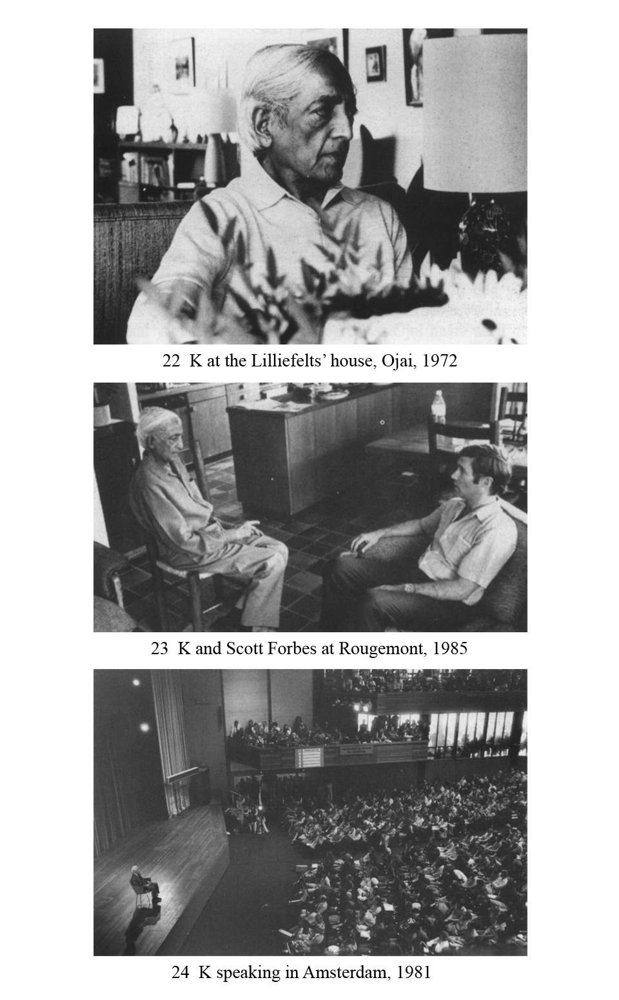 22 K at the Lilliefelts’ house, Ojai, 1972
23 K and Scott Forbes at Rougemont, 1985
24 K speaking in Amsterdam, 1981